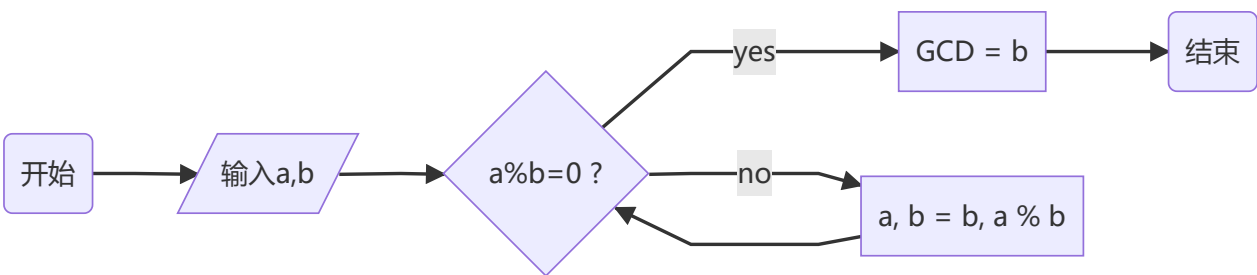 开始
输入a,b
a%b=0 ?
yes
GCD = b
结束
no
a, b = b, a % b